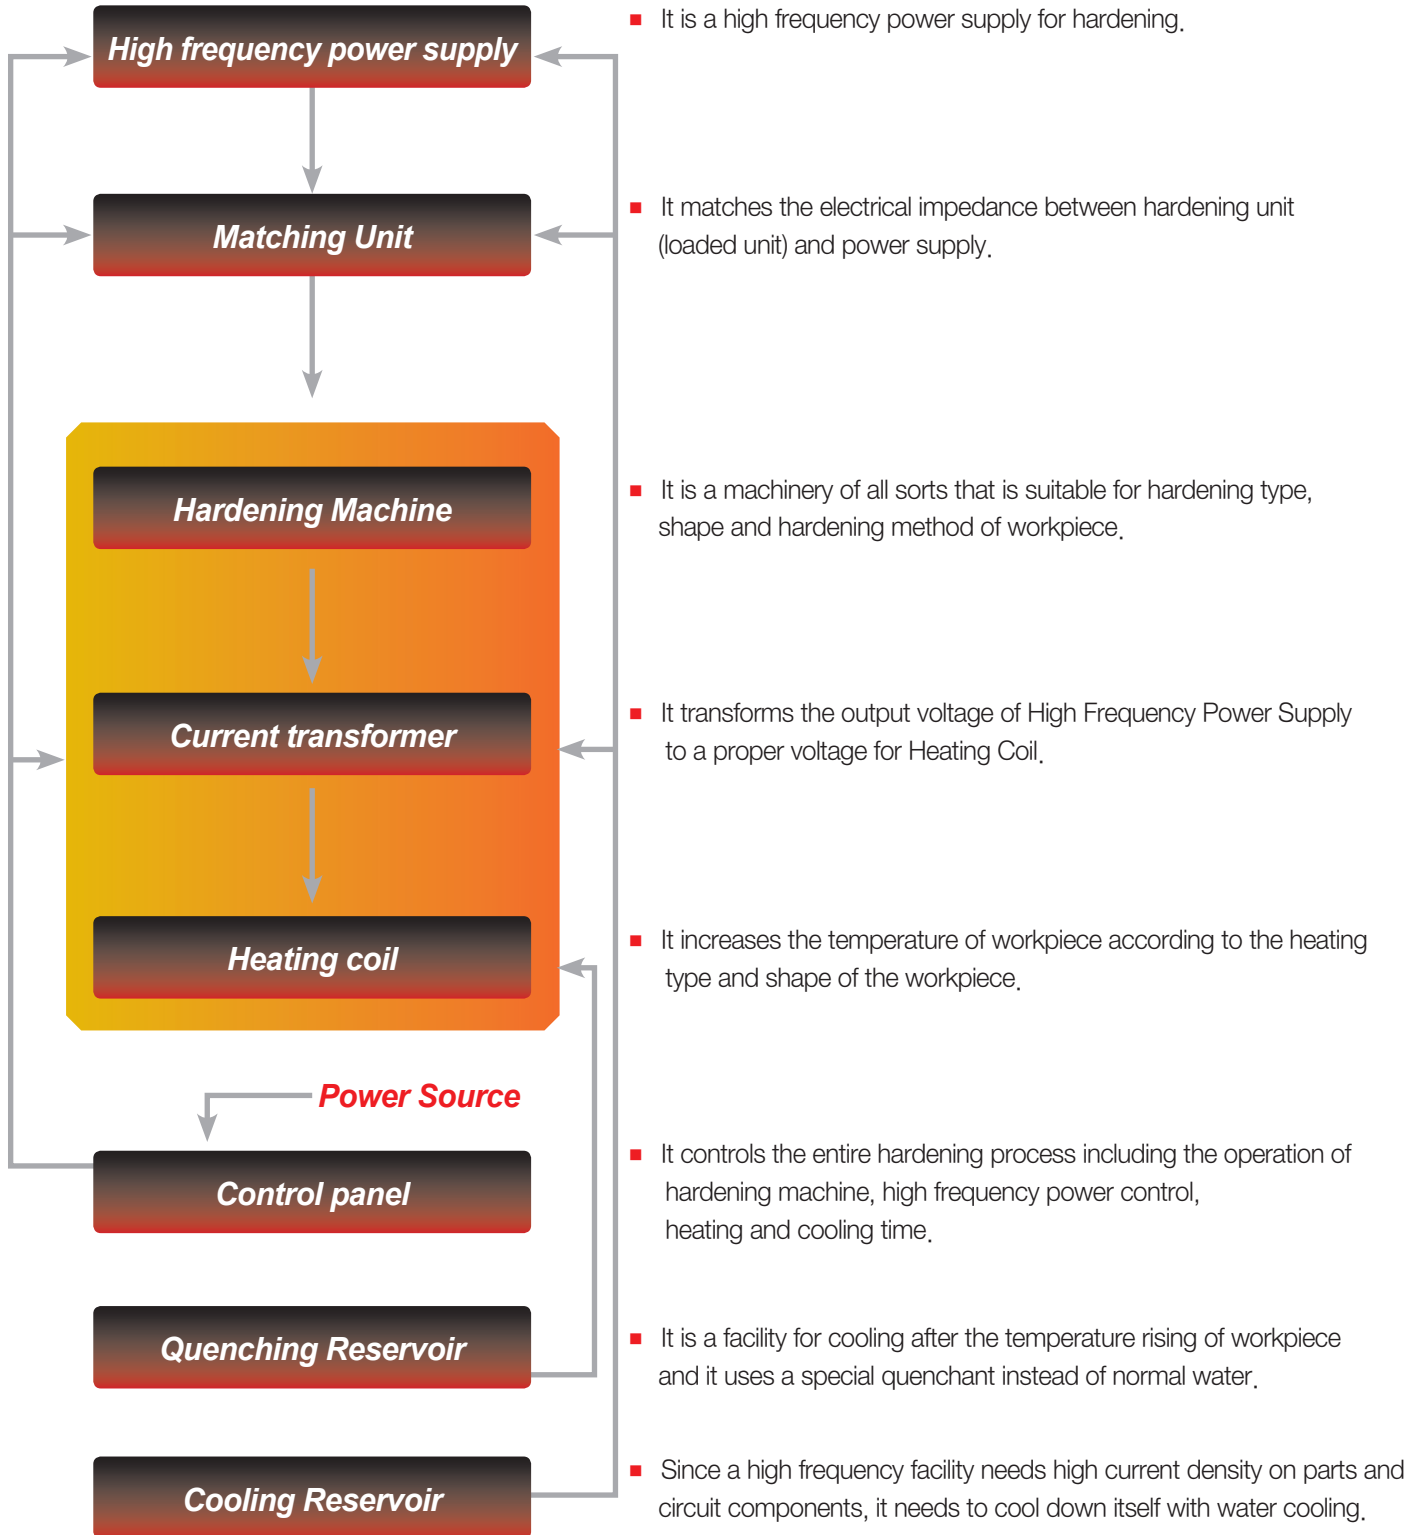 High frequency power supply
■ It is a high frequency power supply for hardening.
Matching Unit
■ It matches the electrical impedance between hardening unit
(loaded unit) and power supply.
Hardening Machine
■ It is a machinery of all sorts that is suitable for hardening type,
shape and hardening method of workpiece.
Current transformer
■ It transforms the output voltage of High Frequency Power Supply
to a proper voltage for Heating Coil.
Heating coil
■ It increases the temperature of workpiece according to the heating
type and shape of the workpiece.
Power Source
Control panel
■ It controls the entire hardening process including the operation of
hardening machine, high frequency power control,
heating and cooling time.
Quenching Reservoir
■ It is a facility for cooling after the temperature rising of workpiece
and it uses a special quenchant instead of normal water.
Cooling Reservoir
■ Since a high frequency facility needs high current density on parts and
circuit components, it needs to cool down itself with water cooling.